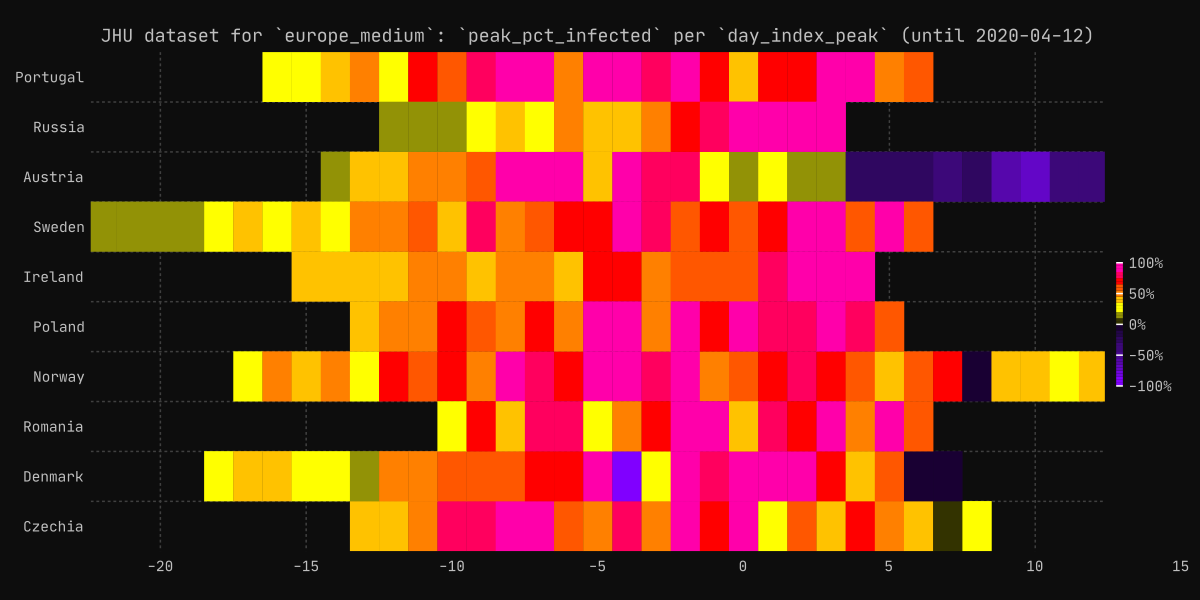 JHU dataset for `europe_medium`: `peak_pct_infected` per `day_index_peak` (until 2020-04-12)
Portugal
Russia
Austria
Sweden
Ireland
Poland
Norway
Romania
Denmark
Czechia
100%
50%
0%
-50%
-100%
-20 -15 -10 -5 0 5 10 15